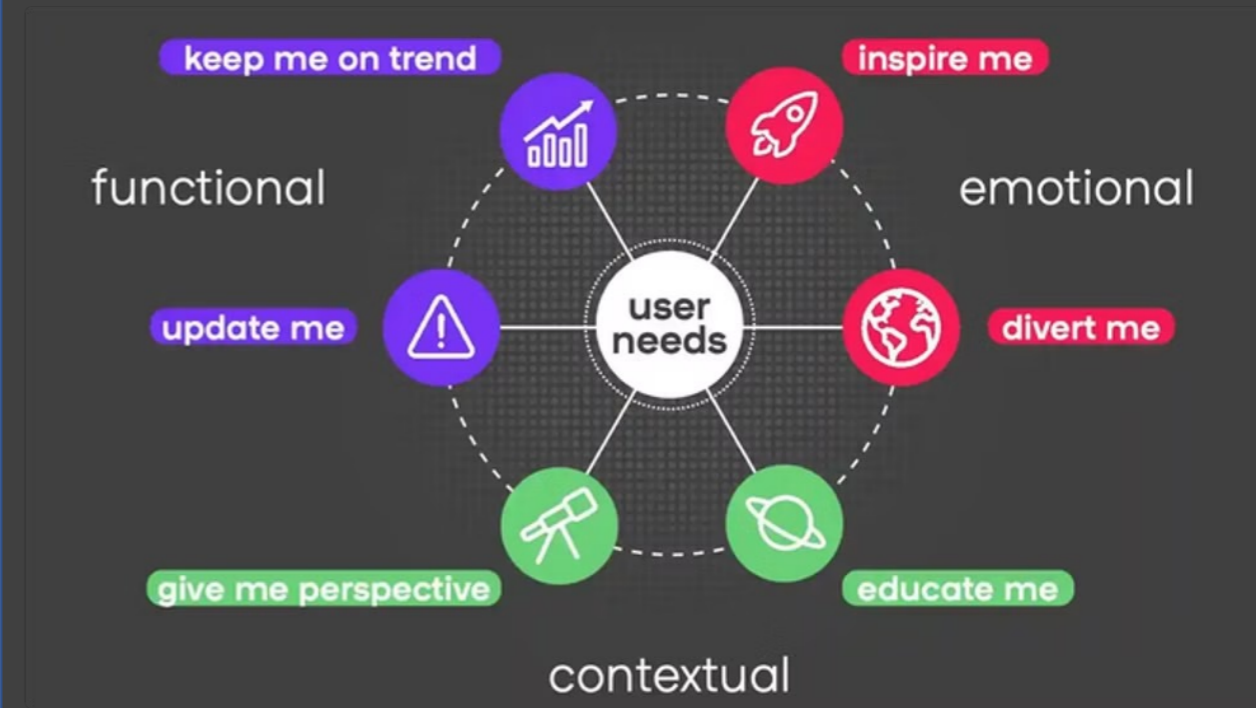 keep me on trend
inspire me
functional
emotional
update me
user
needs
divert me
give me perspective
educate me
contextual